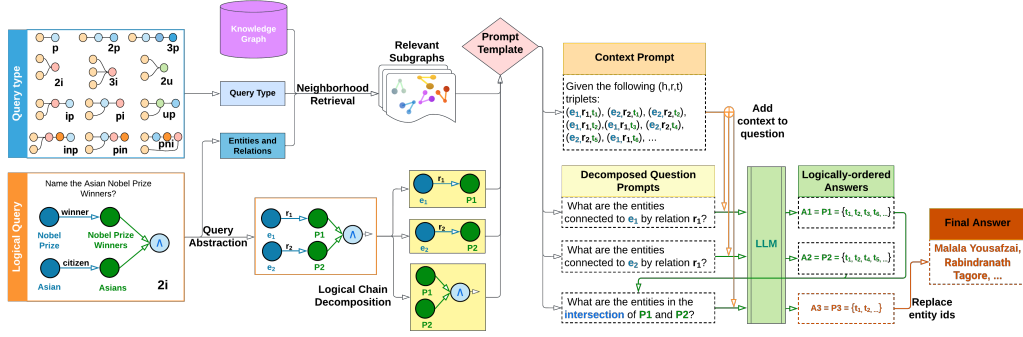 Query type
p
2p
3p
2i
3i
2u
ip
pi
up
inp
pin
pni
Knowledge
Graph
Query Type
Entities and
Relations
Neighborhood
Retrieval
Relevant
Subgraphs
Prompt
Template
Logical Query
Name the Asian Nobel Prize
Winners?
winner
Nobel
Prize
Nobel Prize
Winners
citizen
Asian
Asians
∧
2i
Query
Abstraction
r₁
e₁
P1
r₂
e₂
P2
∧
Logical Chain
Decomposition
r₁
e₁
P1
r₂
e₂
P2
P1
P2
∧
Context Prompt
Given the following (h,r,t)
triplets:
(e₁,r₁,t₁), (e₂,r₂,t₁), (e₃,r₂,t₂),
(e₁,r₁,t₂), (e₁,r₁,t₃), (e₂,r₂,t₄),
(e₂,r₂,t₆), (e₁,r₁,t₆), ...
Add
context to
question
Decomposed Question
Prompts
What are the entities
connected to e₁ by relation r₁?
What are the entities
connected to e₂ by relation r₁?
What are the entities in the
intersection of P1 and P2?
LLM
Logically-ordered
Answers
A1 = P1 = {t₁, t₂, t₃, t₆, ..}
A2 = P2 = {t₁, t₂, t₄, t₆, ..}
A3 = P3 = {t₁, t₂, ..}
Replace
entity ids
Final Answer
Malala Yousafzai,
Rabindranath
Tagore, ...